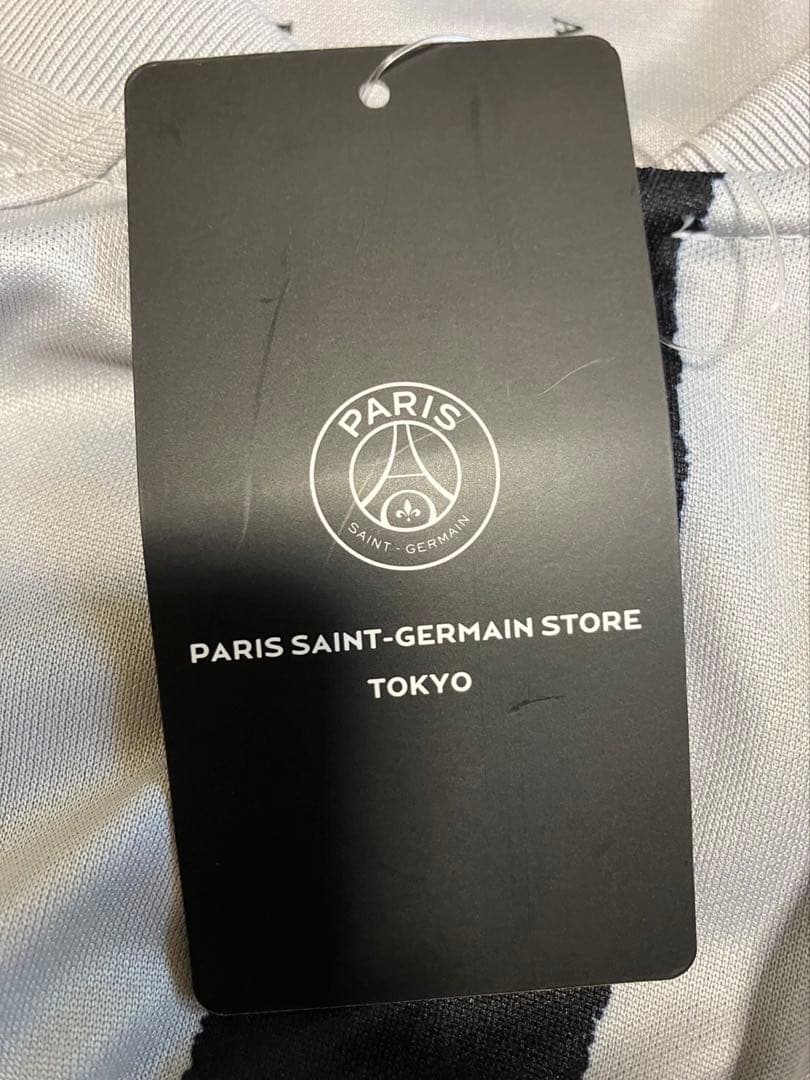 PARIS
SAINT-GERMAIN
PARIS SAINT-GERMAIN STORE
TOKYO